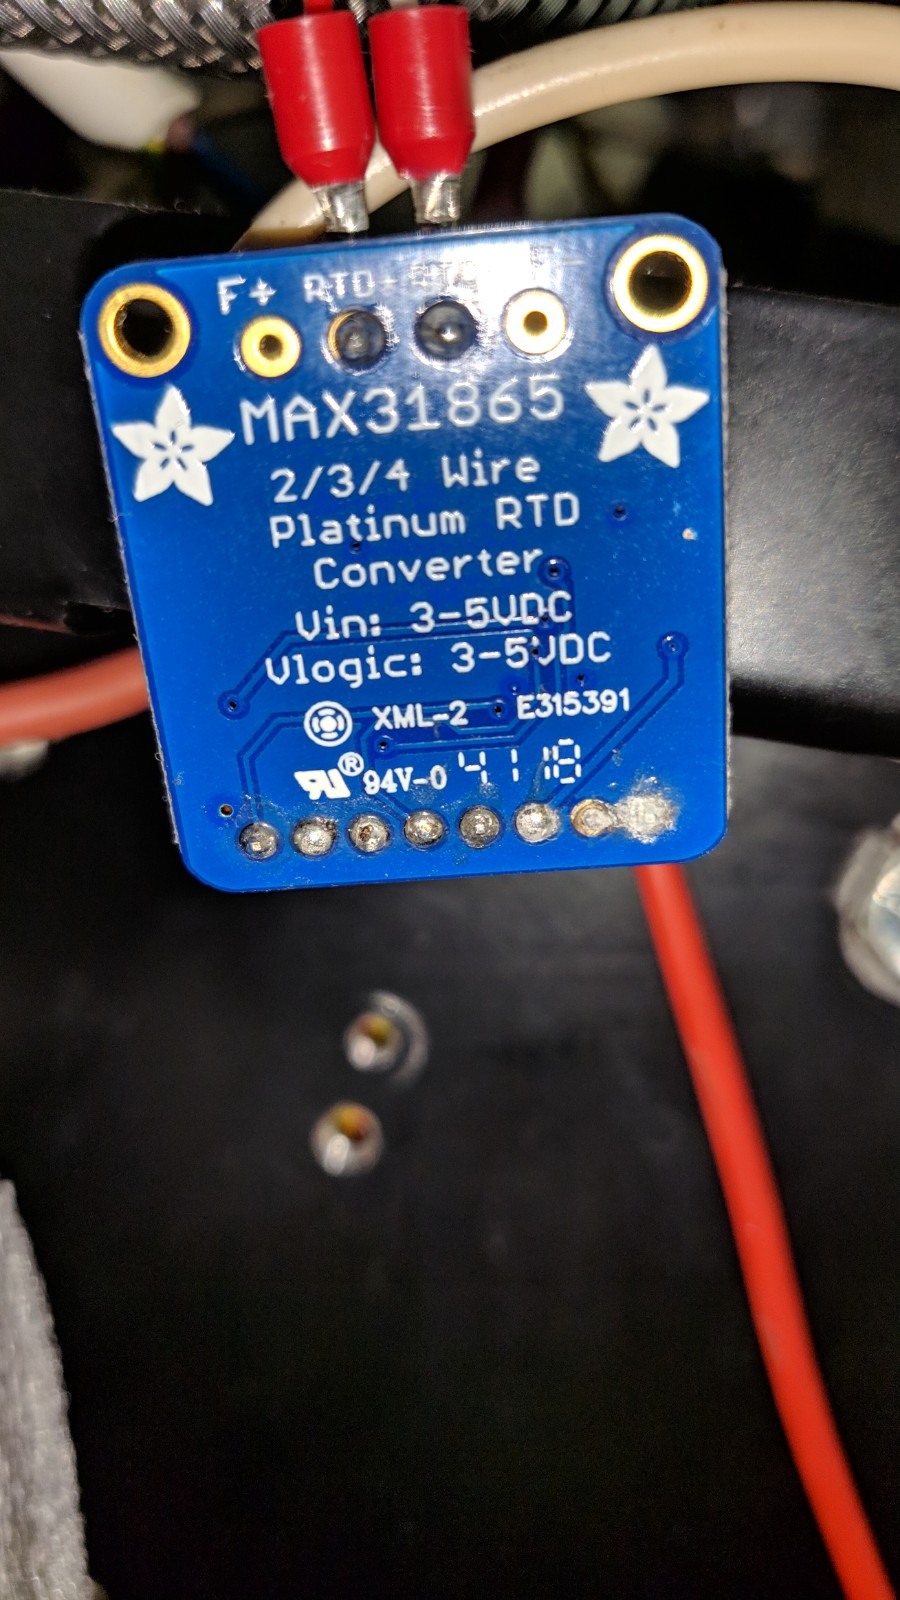 F+ RTD+
MAX31865
2/3/4 Wire
Platinum RTD
Converter
Vin: 3-5VDC
Vlogic: 3-5VDC
XML-2 E315391
® 94V-0 4118